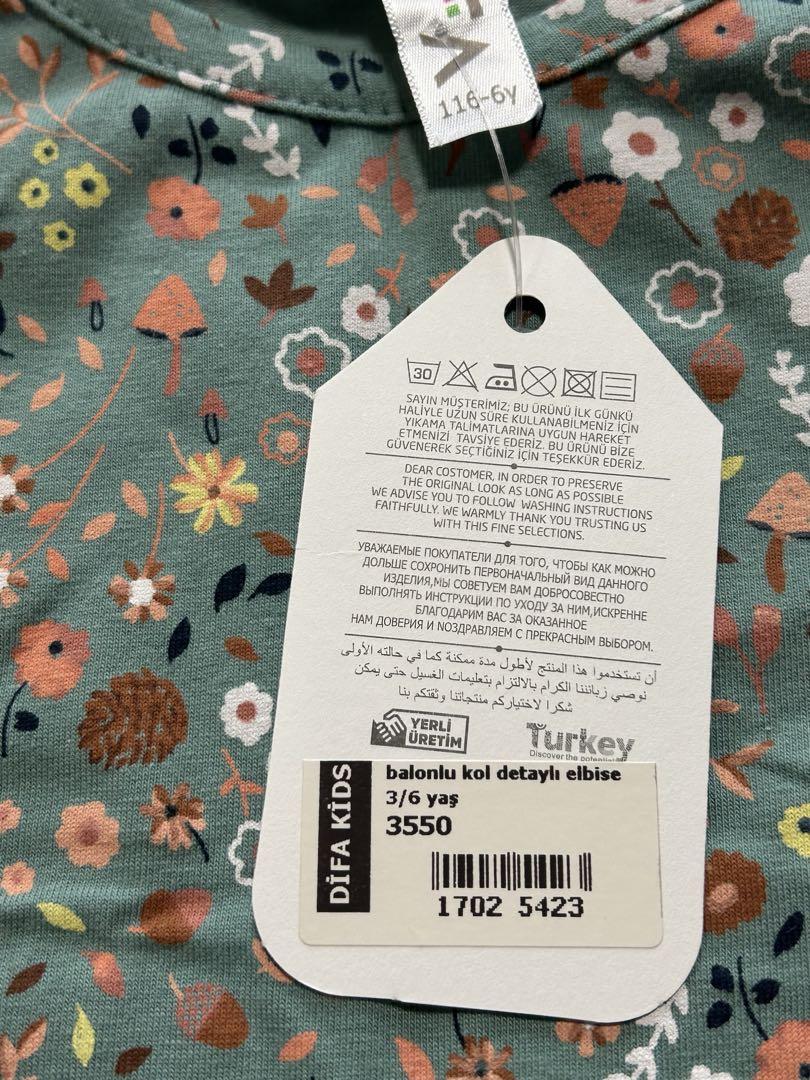 116-6y
30
SAYIN MÜŞTERİMİZ; BU ÜRÜNÜ İLK GÜNKÜ
HALİYLE UZUN SÜRE KULLANABİLMENİZ İÇİN
YIKAMA TALİMATLARINA UYGUN HAREKET
ETMENİZİ TAVSİYE EDERİZ. BU ÜRÜNÜ BİZE
GÜVENEREK SEÇTİĞİNİZ İÇİN TEŞEKKÜR EDERİZ.
DEAR COSTOMER, IN ORDER TO PRESERVE
THE ORIGINAL LOOK AS LONG AS POSSIBLE
WE ADVISE YOU TO FOLLOW WASHING INSTRUCTIONS
FAITHFULLY. WE WARMLY THANK YOU TRUSTING US
WITH THIS FINE SELECTIONS.
УВАЖАЕМЫЕ ПОКУПАТЕЛИ ДЛЯ ТОГО, ЧТОБЫ КАК МОЖНО
ДОЛЬШЕ СОХРОНИТЬ ПЕРВОНАЧАЛЬНЫЙ ВИД ДАННОГО
ИЗДЕЛИЯ,МЫ СОВЕТУЕМ ВАМ ДОБРОСОВЕСТНО
ВЫПОЛНЯТЬ ИНСТРУКЦИИ ПО УХОДУ ЗА НИМ,ИСКРЕННЕ
БЛАГОДАРИМ ВАС ЗА ОКАЗАННОЕ
НАМ ДОВЕРИЯ И NОЗДРАВЛЯЕМ С ПРЕКРАСНЫМ ВЫБОРОМ.
أن تستخدموا هذا المنتج لأطول مدة ممكنة كما في حالته الأولى
نوصي زبائننا الكرام بالالتزام بتعليمات الغسيل حتى يمكن
شكرا لاختياركم منتجاتنا وثقتكم بنا
YERLİ
ÜRETİM
Turkey
Discover the potential
DİFA KİDS
balonlu kol detaylı elbise
3/6 yaş
3550
1702 5423